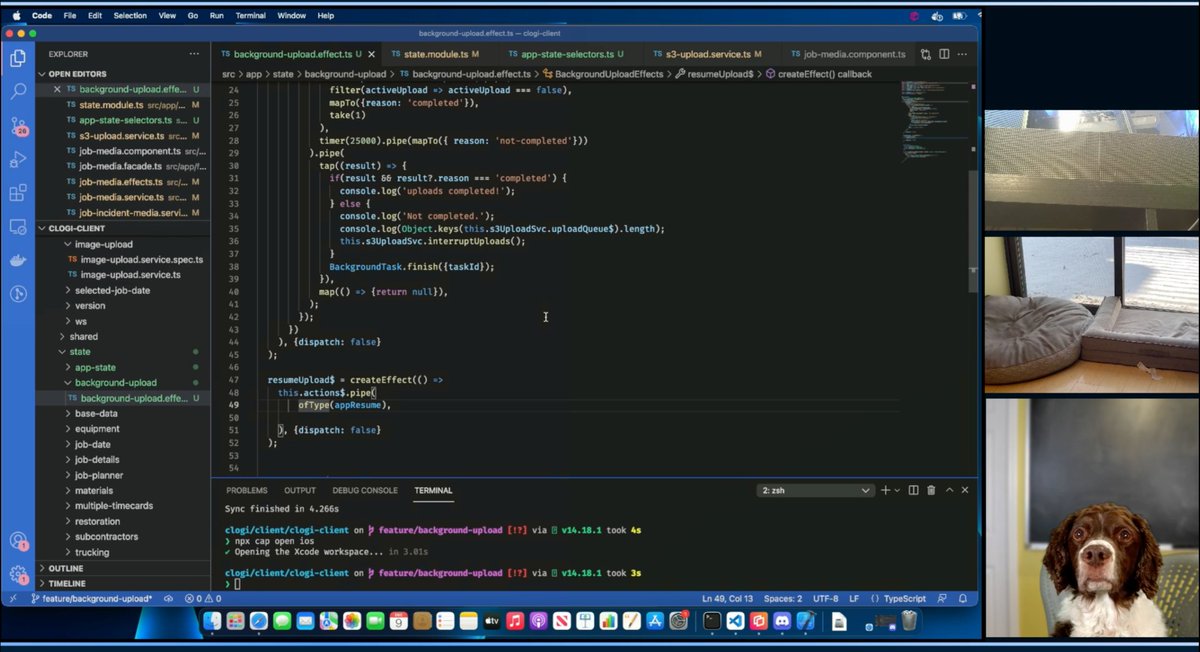 Code File Edit Selection View Go Run Terminal Window Help
background-upload.effect.ts — clogi-client
EXPLORER
OPEN EDITORS
background-upload.effe... U
state.module.ts src/app/... M
app-state-selectors.ts s... U
s3-upload.service.ts src... M
job-media.component.ts src/...
job-media.facade.ts src/app/f...
job-media.effects.ts src/... M
job-media.service.ts src... M
job-incident-media.servi... M
CLOGI-CLIENT
image-upload
TS image-upload.service.spec.ts
TS image-upload.service.ts
selected-job-date
version
ws
shared
state
app-state
background-upload
TS background-upload.effe... U
base-data
equipment
job-date
job-details
job-planner
materials
multiple-timecards
restoration
subcontractors
trucking
OUTLINE
TIMELINE
26
1
1
TS background-upload.effect.ts U
TS state.module.ts M
TS app-state-selectors.ts U
TS s3-upload.service.ts M
TS job-media.component.ts
src > app > state > background-upload > TS background-upload.effect.ts > BackgroundUploadEffects > resumeUpload$ > createEffect() callback
24 filter(activeUpload => activeUpload === false),
25 mapTo({reason: 'completed'}),
26 take(1)
27 ),
28 timer(25000).pipe(mapTo({ reason: 'not-completed'}))
29 ).pipe(
30 tap((result) => {
31 if(result && result?.reason === 'completed') {
32 console.log('uploads completed!');
33 } else {
34 console.log('Not completed.');
35 console.log(Object.keys(this.s3UploadSvc.uploadQueue$).length);
36 this.s3UploadSvc.interruptUploads();
37 }
38 BackgroundTask.finish({taskId});
39 }),
40 map(() => {return null}),
41 );
42 });
43 })
44 ), {dispatch: false}
45 );
46
47 resumeUpload$ = createEffect(() =>
48 this.actions$.pipe(
49 ofType(appResume),
50
51 ), {dispatch: false}
52 );
53
54
PROBLEMS OUTPUT DEBUG CONSOLE TERMINAL
2: zsh
Sync finished in 4.266s
clogi/client/clogi-client on feature/background-upload [!?] via v14.18.1 took 4s
❯ npx cap open ios
✔ Opening the Xcode workspace... in 3.01s
clogi/client/clogi-client on feature/background-upload [!?] via v14.18.1 took 3s
❯
feature/background-upload* 0 0
Ln 49, Col 13 Spaces: 2 UTF-8 LF TypeScript
9
tv